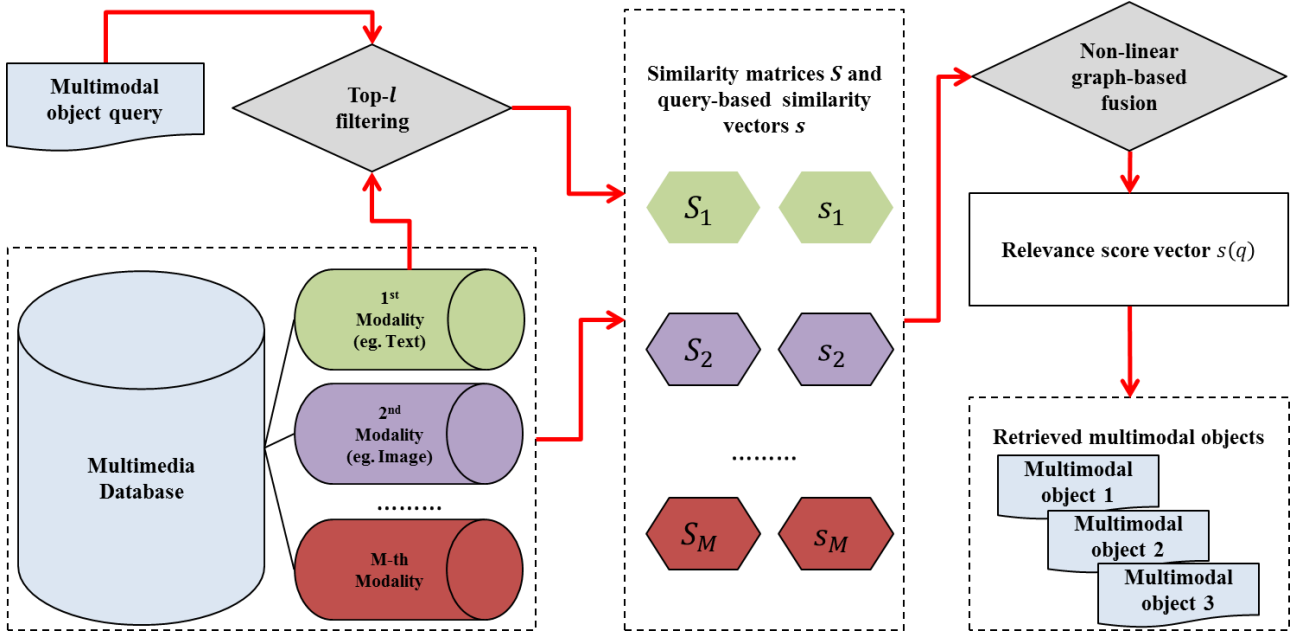 Multimodal
object query
Top-l
filtering
1st
Modality
(eg. Text)
2nd
Modality
(eg. Image)
………
M-th
Modality
Multimedia
Database
Similarity matrices S and
query-based similarity
vectors s
S₁ s₁
S₂ s₂
………
S_M s_M
Non-linear
graph-based
fusion
Relevance score vector s(q)
Retrieved multimodal objects
Multimodal
object 1
Multimodal
object 2
Multimodal
object 3